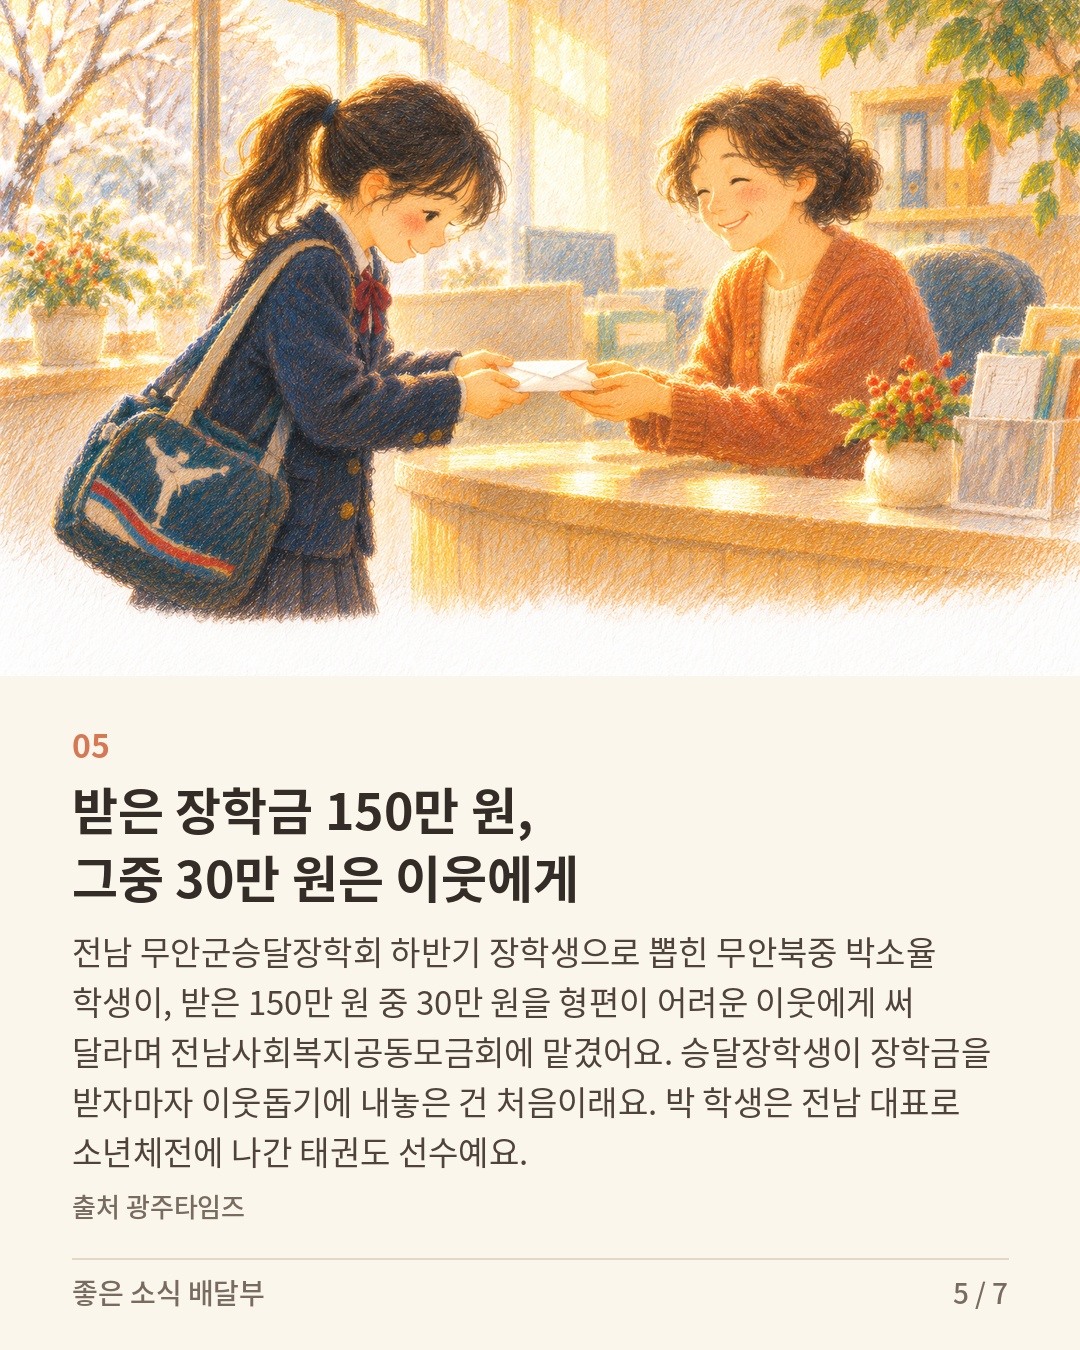 05
받은 장학금 150만 원,
그중 30만 원은 이웃에게
전남 무안군승달장학회 하반기 장학생으로 뽑힌 무안북중 박소율
학생이, 받은 150만 원 중 30만 원을 형편이 어려운 이웃에게 써
달라며 전남사회복지공동모금회에 맡겼어요. 승달장학생이 장학금을
받자마자 이웃돕기에 내놓은 건 처음이래요. 박 학생은 전남 대표로
소년체전에 나간 태권도 선수예요.
출처 광주타임즈
좋은 소식 배달부
5 / 7